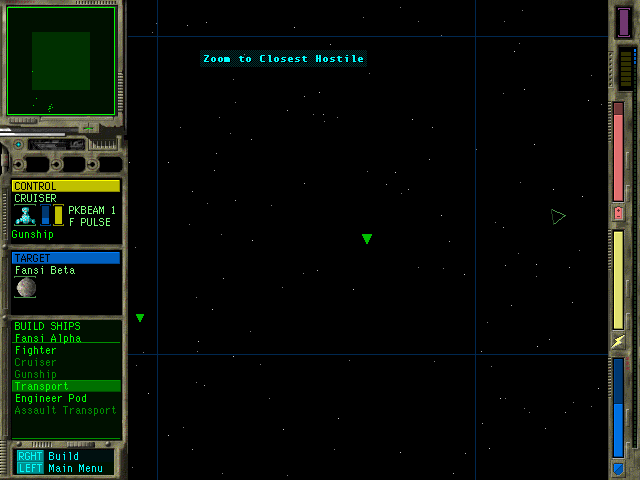 Zoom to Closest Hostile
CONTROL
CRUISER
PKBEAM 1
F PULSE
Gunship
TARGET
Fansi Beta
BUILD SHIPS
Fansi Alpha
Fighter
Cruiser
Gunship
Transport
Engineer Pod
Assault Transport
RGHT Build
LEFT Main Menu